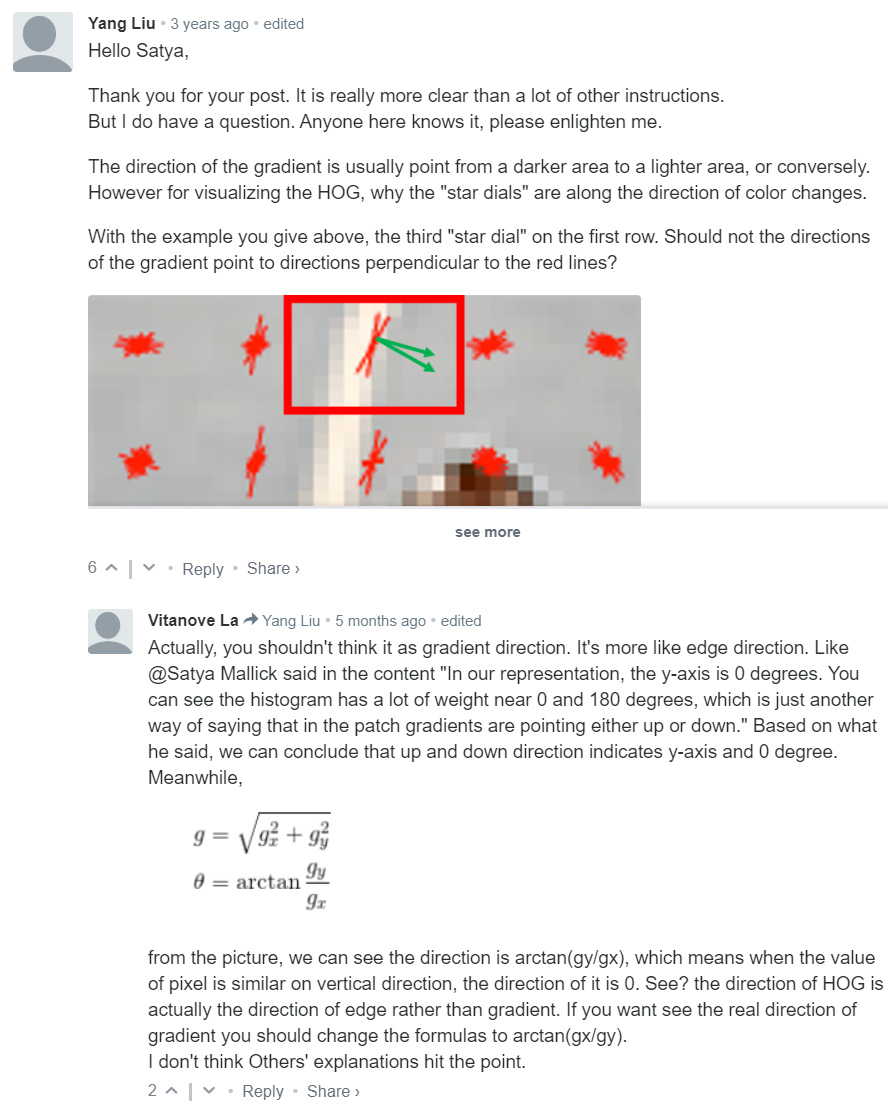 Yang Liu • 3 years ago • edited
Hello Satya,
Thank you for your post. It is really more clear than a lot of other instructions.
But I do have a question. Anyone here knows it, please enlighten me.
The direction of the gradient is usually point from a darker area to a lighter area, or conversely.
However for visualizing the HOG, why the "star dials" are along the direction of color changes.
With the example you give above, the third "star dial" on the first row. Should not the directions
of the gradient point to directions perpendicular to the red lines?
see more
6 | • Reply • Share ›
Vitanove La Yang Liu • 5 months ago • edited
Actually, you shouldn't think it as gradient direction. It's more like edge direction. Like
@Satya Mallick said in the content "In our representation, the y-axis is 0 degrees. You
can see the histogram has a lot of weight near 0 and 180 degrees, which is just another
way of saying that in the patch gradients are pointing either up or down." Based on what
he said, we can conclude that up and down direction indicates y-axis and 0 degree.
Meanwhile,
g = √(g_x^2 + g_y^2)
θ = arctan g_y/g_x
from the picture, we can see the direction is arctan(gy/gx), which means when the value
of pixel is similar on vertical direction, the direction of it is 0. See? the direction of HOG is
actually the direction of edge rather than gradient. If you want see the real direction of
gradient you should change the formulas to arctan(gx/gy).
I don't think Others' explanations hit the point.
2 | • Reply • Share ›